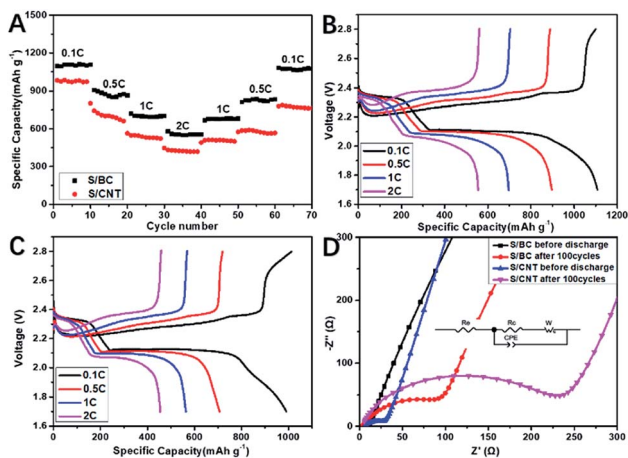 A
0.1C
0.5C
1C
2C
1C
0.5C
0.1C
S/BC
S/CNT
1500
1200
900
600
300
0
0 10 20 30 40 50 60 70
Cycle number
Specific Capacity(mAh g⁻¹)
B
2.8
2.6
2.4
2.2
2.0
1.8
1.6
0.1C
0.5C
1C
2C
0 200 400 600 800 1000 1200
Specific Capacity(mAh g⁻¹)
Voltage (V)
C
2.8
2.6
2.4
2.2
2.0
1.8
1.6
0.1C
0.5C
1C
2C
0 200 400 600 800 1000
Specific Capacity(mAh g⁻¹)
Voltage (V)
D
S/BC before discharge
S/BC after 100cycles
S/CNT before discharge
S/CNT after 100cycles
Re
Rc
W
CPE
300
200
100
50
0
0 50 100 150 200 250 300
Z' (Ω)
-Z'' (Ω)